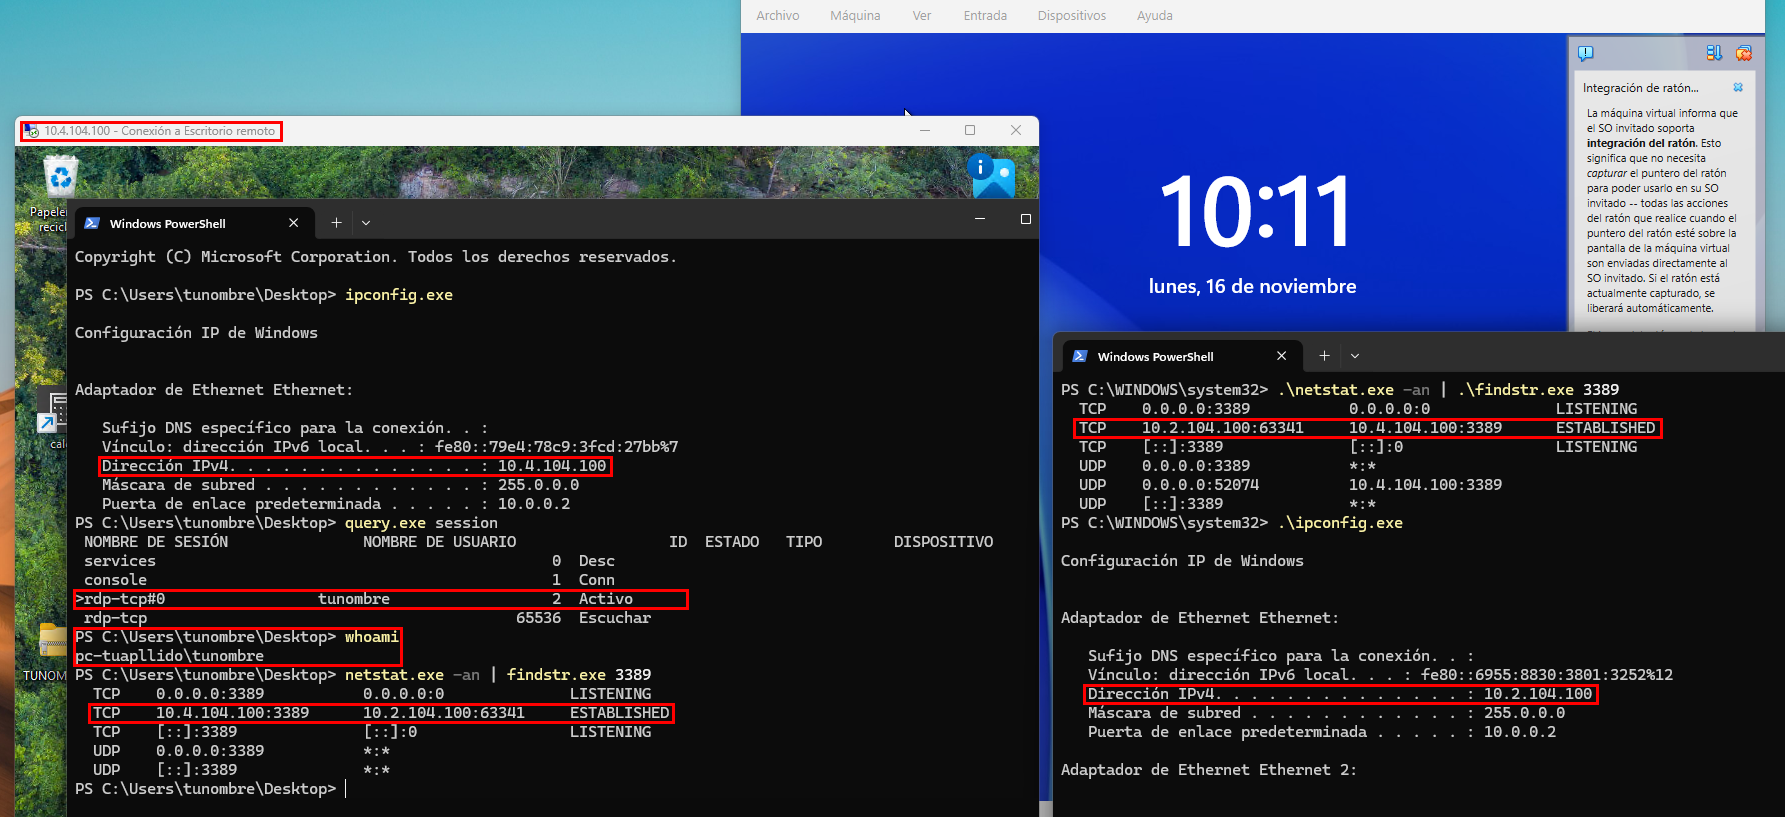 Archivo Máquina Ver Entrada Dispositivos Ayuda
Integración de ratón...
La máquina virtual informa que
el SO invitado soporta
integración del ratón. Esto
significa que no necesita
capturar el puntero del ratón
para poder usarlo en su SO
invitado -- todas las acciones
del ratón que realice cuando el
puntero del ratón esté sobre la
pantalla de la máquina virtual
son enviadas directamente al
SO invitado. Si el ratón está
actualmente capturado, se
liberará automáticamente.
10:11
lunes, 16 de noviembre
10.4.104.100 - Conexión a Escritorio remoto
Papeler
recicl
calc
TUNOM
Windows PowerShell
Copyright (C) Microsoft Corporation. Todos los derechos reservados.
PS C:\Users\tunombre\Desktop> ipconfig.exe
Configuración IP de Windows
Adaptador de Ethernet Ethernet:
Sufijo DNS específico para la conexión. . :
Vínculo: dirección IPv6 local. . . : fe80::79e4:78c9:3fcd:27bb%7
Dirección IPv4. . . . . . . . . . . . . . : 10.4.104.100
Máscara de subred . . . . . . . . . . . . : 255.0.0.0
Puerta de enlace predeterminada . . . . . : 10.0.0.2
PS C:\Users\tunombre\Desktop> query.exe session
NOMBRE DE SESIÓN NOMBRE DE USUARIO ID ESTADO TIPO DISPOSITIVO
services 0 Desc
console 1 Conn
>rdp-tcp#0 tunombre 2 Activo
rdp-tcp 65536 Escuchar
PS C:\Users\tunombre\Desktop> whoami
pc-tuapllido\tunombre
PS C:\Users\tunombre\Desktop> netstat.exe -an | findstr.exe 3389
TCP 0.0.0.0:3389 0.0.0.0:0 LISTENING
TCP 10.4.104.100:3389 10.2.104.100:63341 ESTABLISHED
TCP [::]:3389 [::]:0 LISTENING
UDP 0.0.0.0:3389 *:*
UDP [::]:3389 *:*
PS C:\Users\tunombre\Desktop>
Windows PowerShell
PS C:\WINDOWS\system32> .\netstat.exe -an | .\findstr.exe 3389
TCP 0.0.0.0:3389 0.0.0.0:0 LISTENING
TCP 10.2.104.100:63341 10.4.104.100:3389 ESTABLISHED
TCP [::]:3389 [::]:0 LISTENING
UDP 0.0.0.0:3389 *:*
UDP 0.0.0.0:52074 10.4.104.100:3389
UDP [::]:3389 *:*
PS C:\WINDOWS\system32> .\ipconfig.exe
Configuración IP de Windows
Adaptador de Ethernet Ethernet:
Sufijo DNS específico para la conexión. . :
Vínculo: dirección IPv6 local. . . : fe80::6955:8830:3801:3252%12
Dirección IPv4. . . . . . . . . . . . . . : 10.2.104.100
Máscara de subred . . . . . . . . . . . . : 255.0.0.0
Puerta de enlace predeterminada . . . . . : 10.0.0.2
Adaptador de Ethernet Ethernet 2: